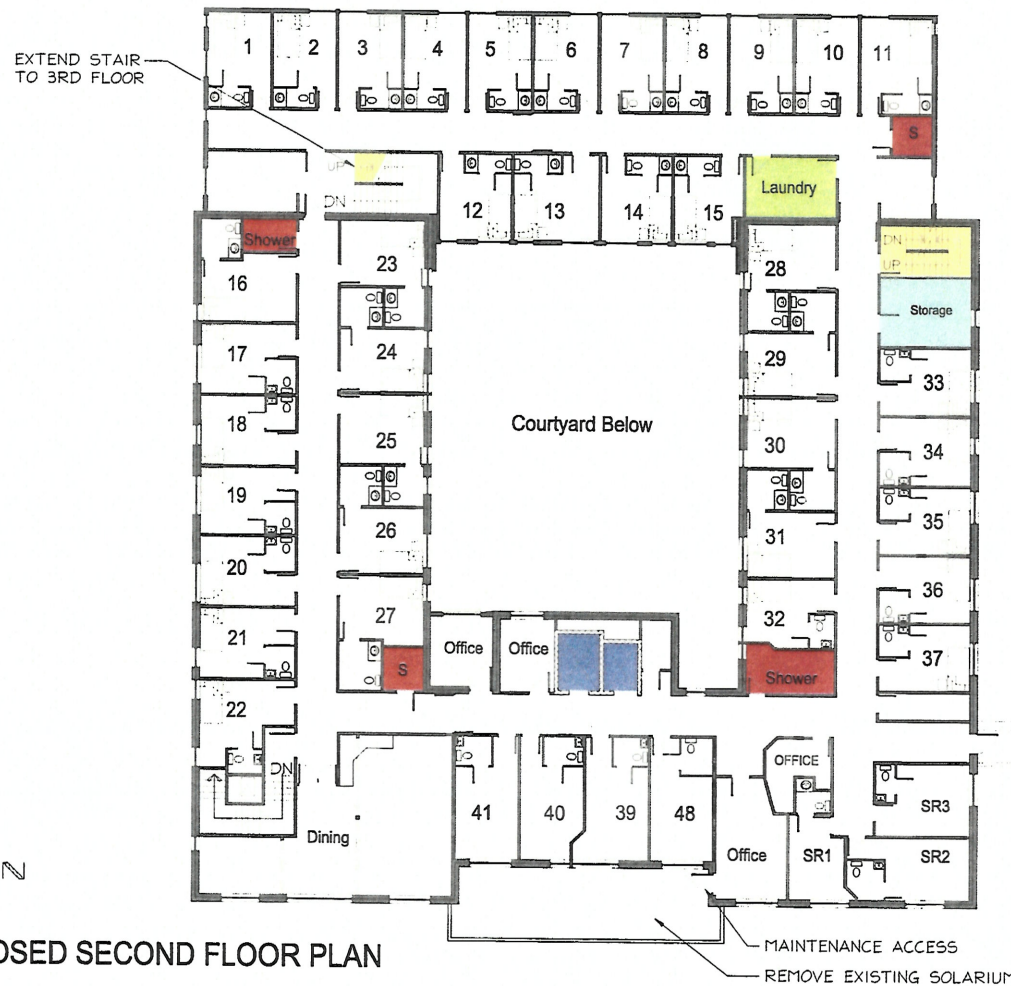 EXTEND STAIR
TO 3RD FLOOR
1 2 3 4 5 6 7 8 9 10 11
S
UP
DN
12 13 14 15
Laundry
Shower
16
23
28
DN
UP
Storage
17
24
29
33
18
25
30
34
Courtyard Below
19
26
31
35
20
36
21
27
32
37
Office
Office
S
Shower
22
DN
OFFICE
41 40 39 48
SR3
Dining
Office
SR1
SR2
N
OSED SECOND FLOOR PLAN
MAINTENANCE ACCESS
REMOVE EXISTING SOLARIUM